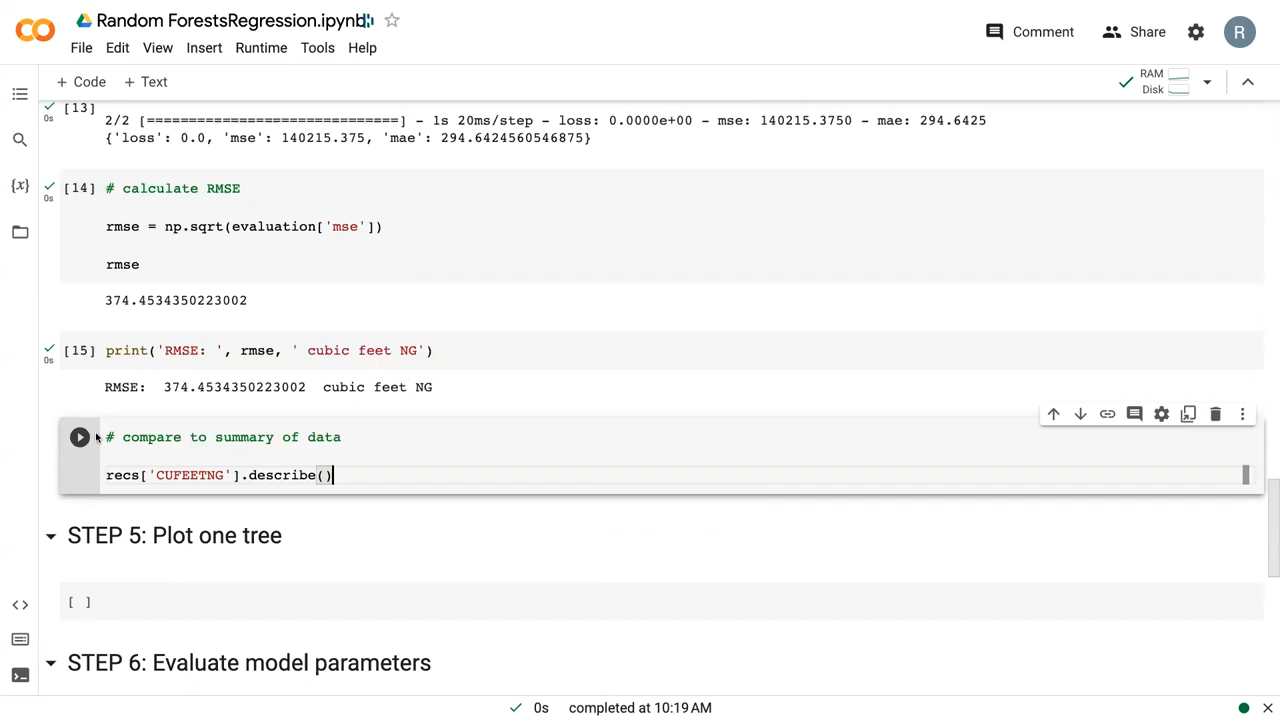 Random ForestsRegression.ipynb
File Edit View Insert Runtime Tools Help
Comment
Share
R
+ Code + Text
RAM
Disk
[13]
0s
2/2 [==============================] - 1s 20ms/step - loss: 0.0000e+00 - mse: 140215.3750 - mae: 294.6425
{'loss': 0.0, 'mse': 140215.375, 'mae': 294.6424560546875}
[14] # calculate RMSE
0s
rmse = np.sqrt(evaluation['mse'])
rmse
374.4534350223002
[15] print('RMSE: ', rmse, ' cubic feet NG')
0s
RMSE:  374.4534350223002  cubic feet NG
# compare to summary of data
recs['CUFEETNG'].describe()
STEP 5: Plot one tree
[ ]
STEP 6: Evaluate model parameters
0s completed at 10:19 AM